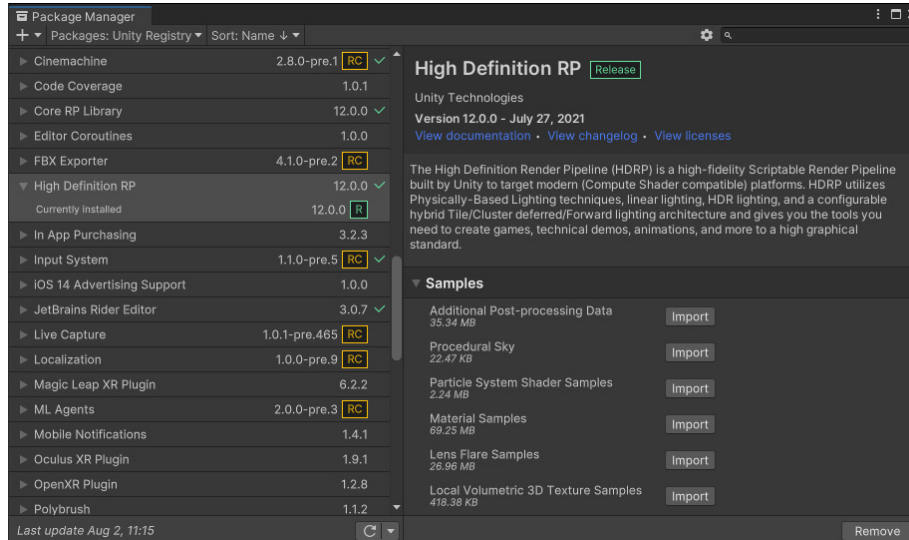 Package Manager
Packages: Unity Registry Sort: Name ↓
Cinemachine 2.8.0-pre.1 RC
Code Coverage 1.0.1
Core RP Library 12.0.0
Editor Coroutines 1.0.0
FBX Exporter 4.1.0-pre.2 RC
High Definition RP 12.0.0
Currently installed 12.0.0 R
In App Purchasing 3.2.3
Input System 1.1.0-pre.5 RC
iOS 14 Advertising Support 1.0.0
JetBrains Rider Editor 3.0.7
Live Capture 1.0.1-pre.465 RC
Localization 1.0.0-pre.9 RC
Magic Leap XR Plugin 6.2.2
ML Agents 2.0.0-pre.3 RC
Mobile Notifications 1.4.1
Oculus XR Plugin 1.9.1
OpenXR Plugin 1.2.8
Polybrush 1.1.2
Last update Aug 2, 11:15
High Definition RP Release
Unity Technologies
Version 12.0.0 - July 27, 2021
View documentation • View changelog • View licenses
The High Definition Render Pipeline (HDRP) is a high-fidelity Scriptable Render Pipeline
built by Unity to target modern (Compute Shader compatible) platforms. HDRP utilizes
Physically-Based Lighting techniques, linear lighting, HDR lighting, and a configurable
hybrid Tile/Cluster deferred/Forward lighting architecture and gives you the tools you
need to create games, technical demos, animations, and more to a high graphical
standard.
Samples
Additional Post-processing Data Import
35.34 MB
Procedural Sky Import
22.47 KB
Particle System Shader Samples Import
2.24 MB
Material Samples Import
69.25 MB
Lens Flare Samples Import
26.96 MB
Local Volumetric 3D Texture Samples Import
418.38 KB
Remove